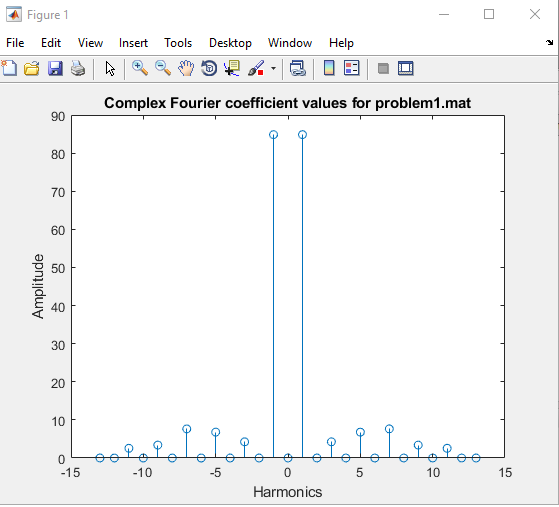 Figure 1
File Edit View Insert Tools Desktop Window Help
Complex Fourier coefficient values for problem1.mat
90
80
70
60
50
40
30
20
10
0
Amplitude
-15 -10 -5 0 5 10 15
Harmonics